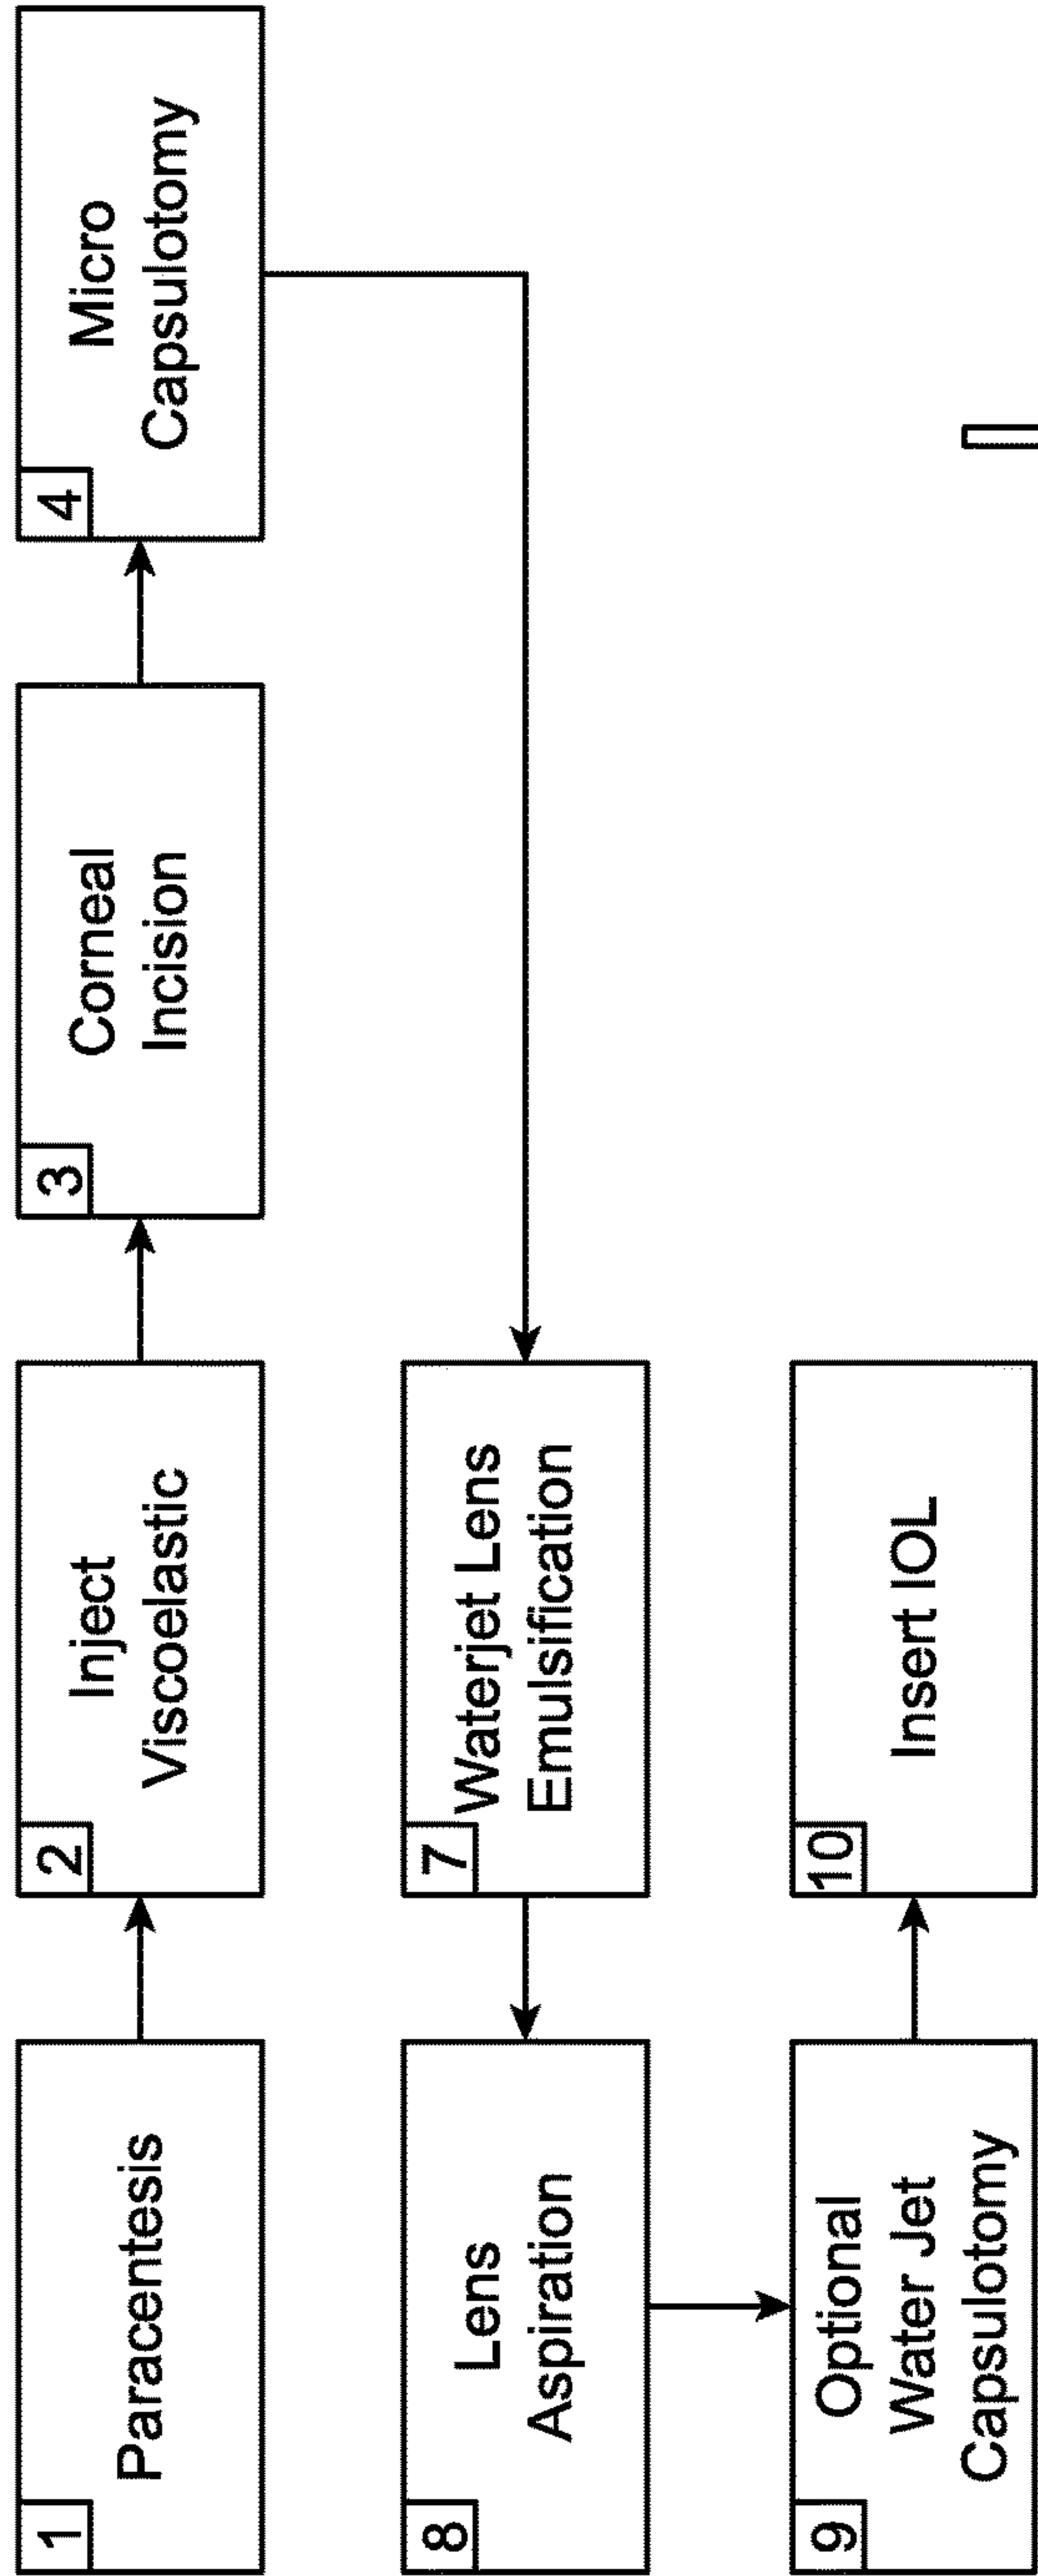 1
Paracentesis
2
Inject
Viscoelastic
3
Corneal
Incision
4
Micro
Capsulotomy
7
Waterjet Lens
Emulsification
8
Lens
Aspiration
9
Optional
Water Jet
Capsulotomy
10
Insert IOL